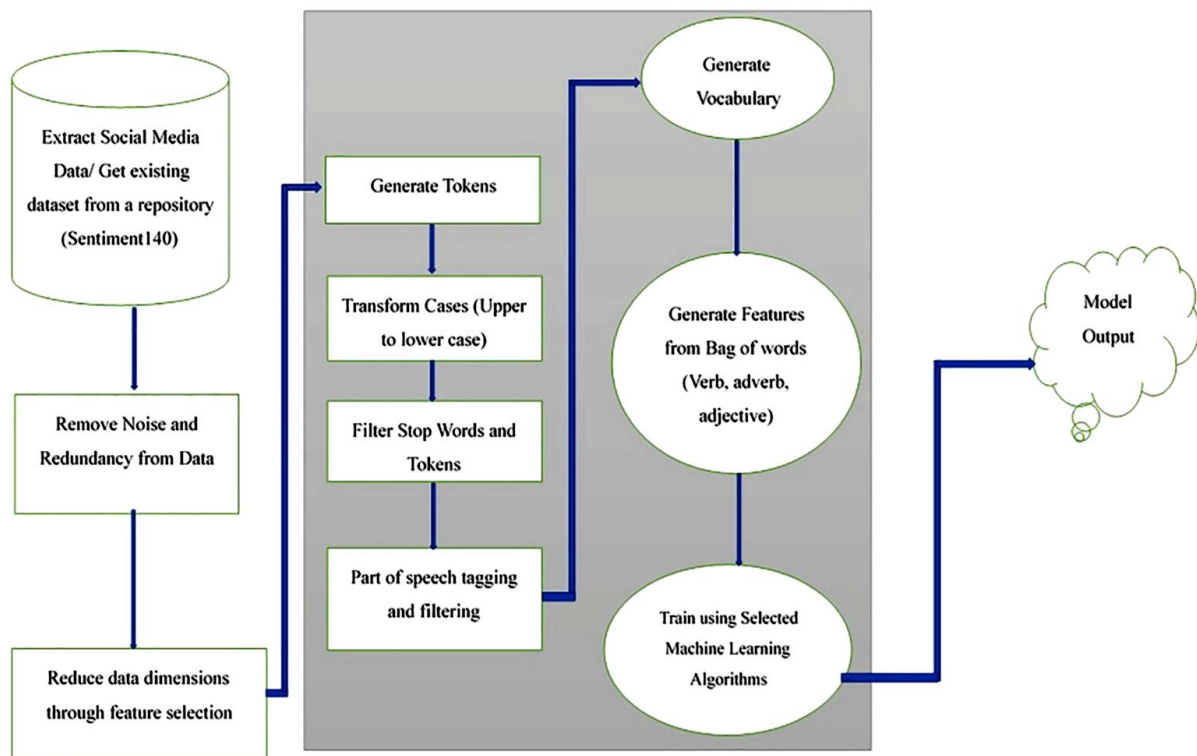 Extract Social Media
Data/ Get existing
dataset from a repository
(Sentiment140)
Remove Noise and
Redundancy from Data
Reduce data dimensions
through feature selection
Generate Tokens
Transform Cases (Upper
to lower case)
Filter Stop Words and
Tokens
Part of speech tagging
and filtering
Generate
Vocabulary
Generate Features
from Bag of words
(Verb, adverb,
adjective)
Train using Selected
Machine Learning
Algorithms
Model
Output